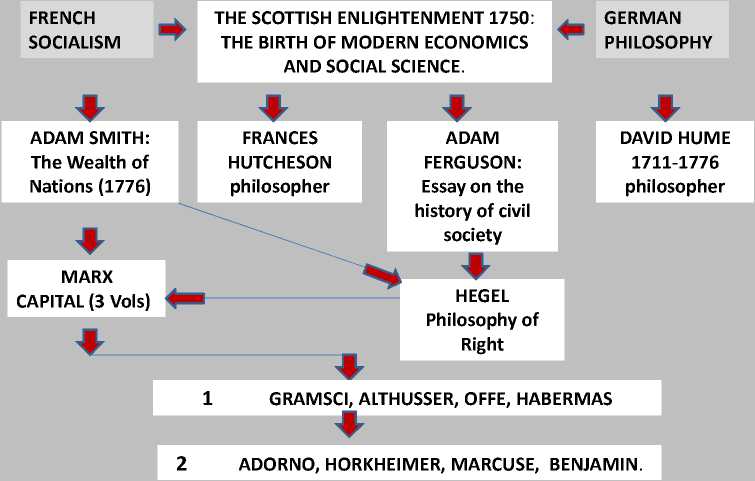 FRENCH
SOCIALISM
THE SCOTTISH ENLIGHTENMENT 1750:
THE BIRTH OF MODERN ECONOMICS
AND SOCIAL SCIENCE.
GERMAN
PHILOSOPHY
ADAM SMITH:
The Wealth of
Nations (1776)
FRANCES
HUTCHESON
philosopher
ADAM
FERGUSON:
Essay on the
history of civil
society
DAVID HUME
1711-1776
philosopher
MARX
CAPITAL (3 Vols)
HEGEL
Philosophy of
Right
1 GRAMSCI, ALTHUSSER, OFFE, HABERMAS
2 ADORNO, HORKHEIMER, MARCUSE, BENJAMIN.